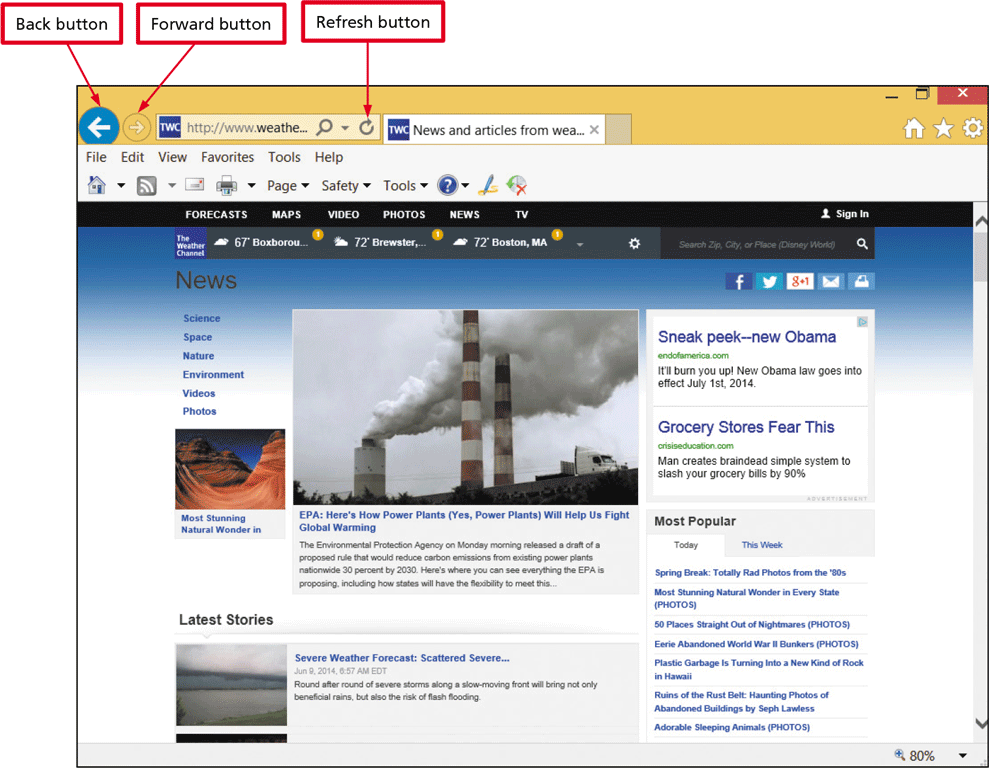 Back button
Forward button
Refresh button
TWC http://www.weathe...
TWC News and articles from wea...
File Edit View Favorites Tools Help
Page Safety Tools
FORECASTS MAPS VIDEO PHOTOS NEWS TV
Sign In
The
Weather
Channel
67° Boxborou... 1
72° Brewster,... 1
72° Boston, MA 1
Search Zip, City, or Place (Disney World)
News
f
g+1
Science
Space
Nature
Environment
Videos
Photos
Most Stunning
Natural Wonder in
EPA: Here's How Power Plants (Yes, Power Plants) Will Help Us Fight
Global Warming
The Environmental Protection Agency on Monday morning released a draft of a
proposed rule that would reduce carbon emissions from existing power plants
nationwide 30 percent by 2030. Here's where you can see everything the EPA is
proposing, including how states will have the flexibility to meet this...
Sneak peek--new Obama
endofamerica.com
It'll burn you up! New Obama law goes into
effect July 1st, 2014.
Grocery Stores Fear This
crisiseducation.com
Man creates braindead simple system to
slash your grocery bills by 90%
ADVERTISEMENT
Most Popular
Today This Week
Spring Break: Totally Rad Photos from the '80s
Most Stunning Natural Wonder in Every State
(PHOTOS)
50 Places Straight Out of Nightmares (PHOTOS)
Eerie Abandoned World War II Bunkers (PHOTOS)
Plastic Garbage Is Turning Into a New Kind of Rock
in Hawaii
Ruins of the Rust Belt: Haunting Photos of
Abandoned Buildings by Seph Lawless
Adorable Sleeping Animals (PHOTOS)
Latest Stories
Severe Weather Forecast: Scattered Severe...
Jun 9, 2014, 6:57 AM EDT
Round after round of severe storms along a slow-moving front will bring not only
beneficial rains, but also the risk of flash flooding.
80%